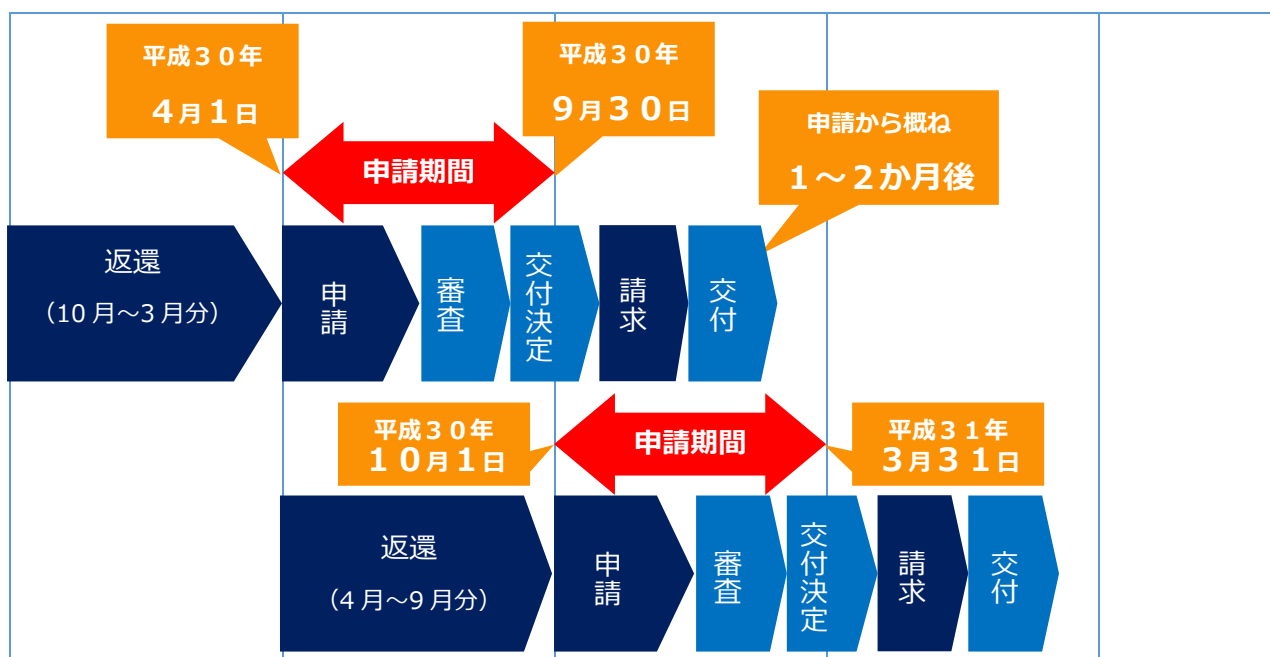 平成３０年
４月１日
平成３０年
９月３０日
申請から概ね
１～２か月後
申請期間
返還
（10 月～3 月分）
申請
審査
交付決定
請求
交付
平成３０年
１０月１日
申請期間
平成３１年
３月３１日
返還
（4 月～9 月分）
申請
審査
交付決定
請求
交付